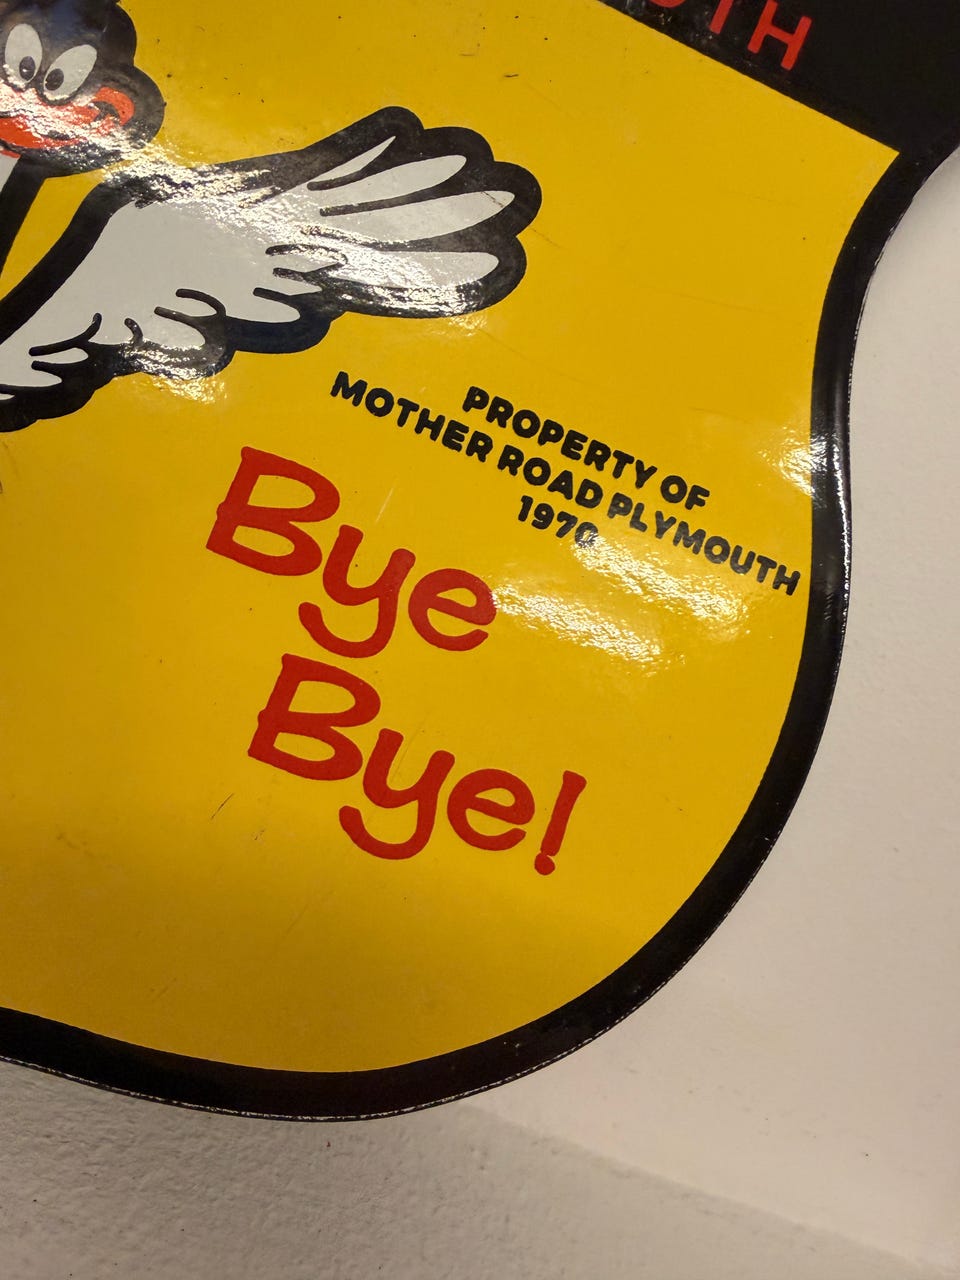 PROPERTY OF
MOTHER ROAD PLYMOUTH
1970
Bye
Bye!